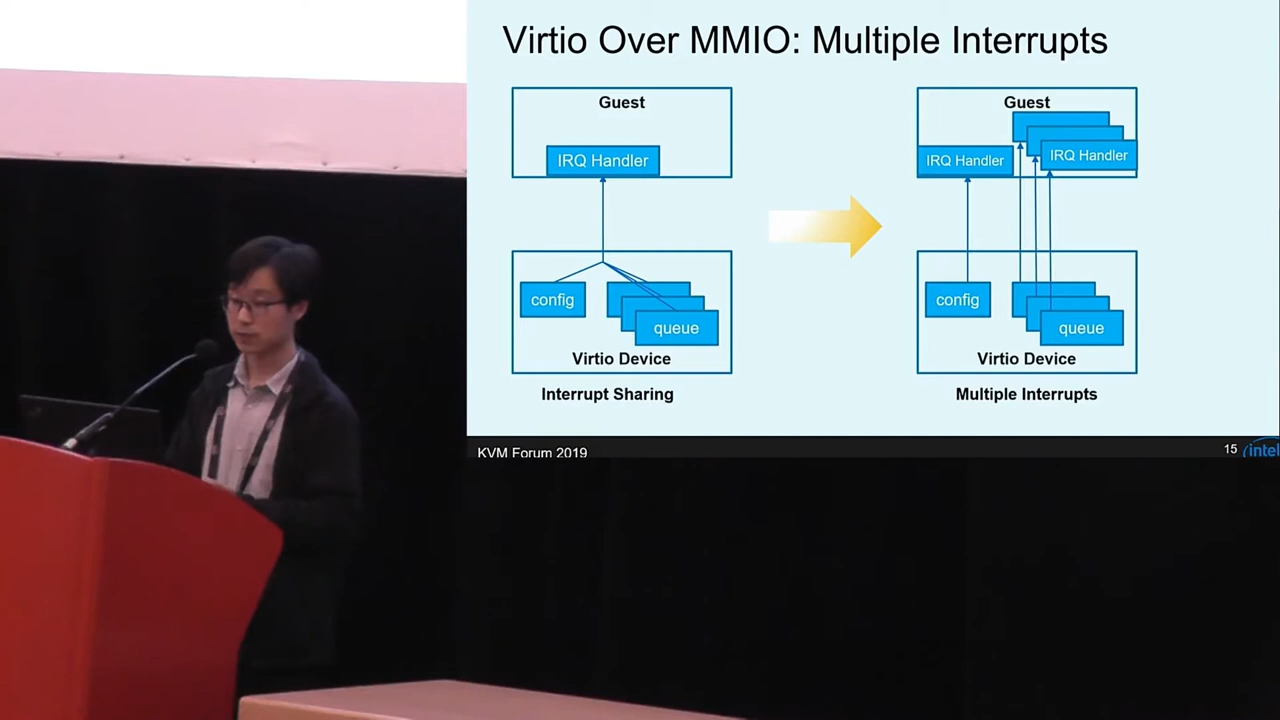 Virtio Over MMIO: Multiple Interrupts
Guest
IRQ Handler
config
queue
Virtio Device
Interrupt Sharing
Guest
IRQ Handler
IRQ Handler
config
queue
Virtio Device
Multiple Interrupts
KVM Forum 2019
15
intel